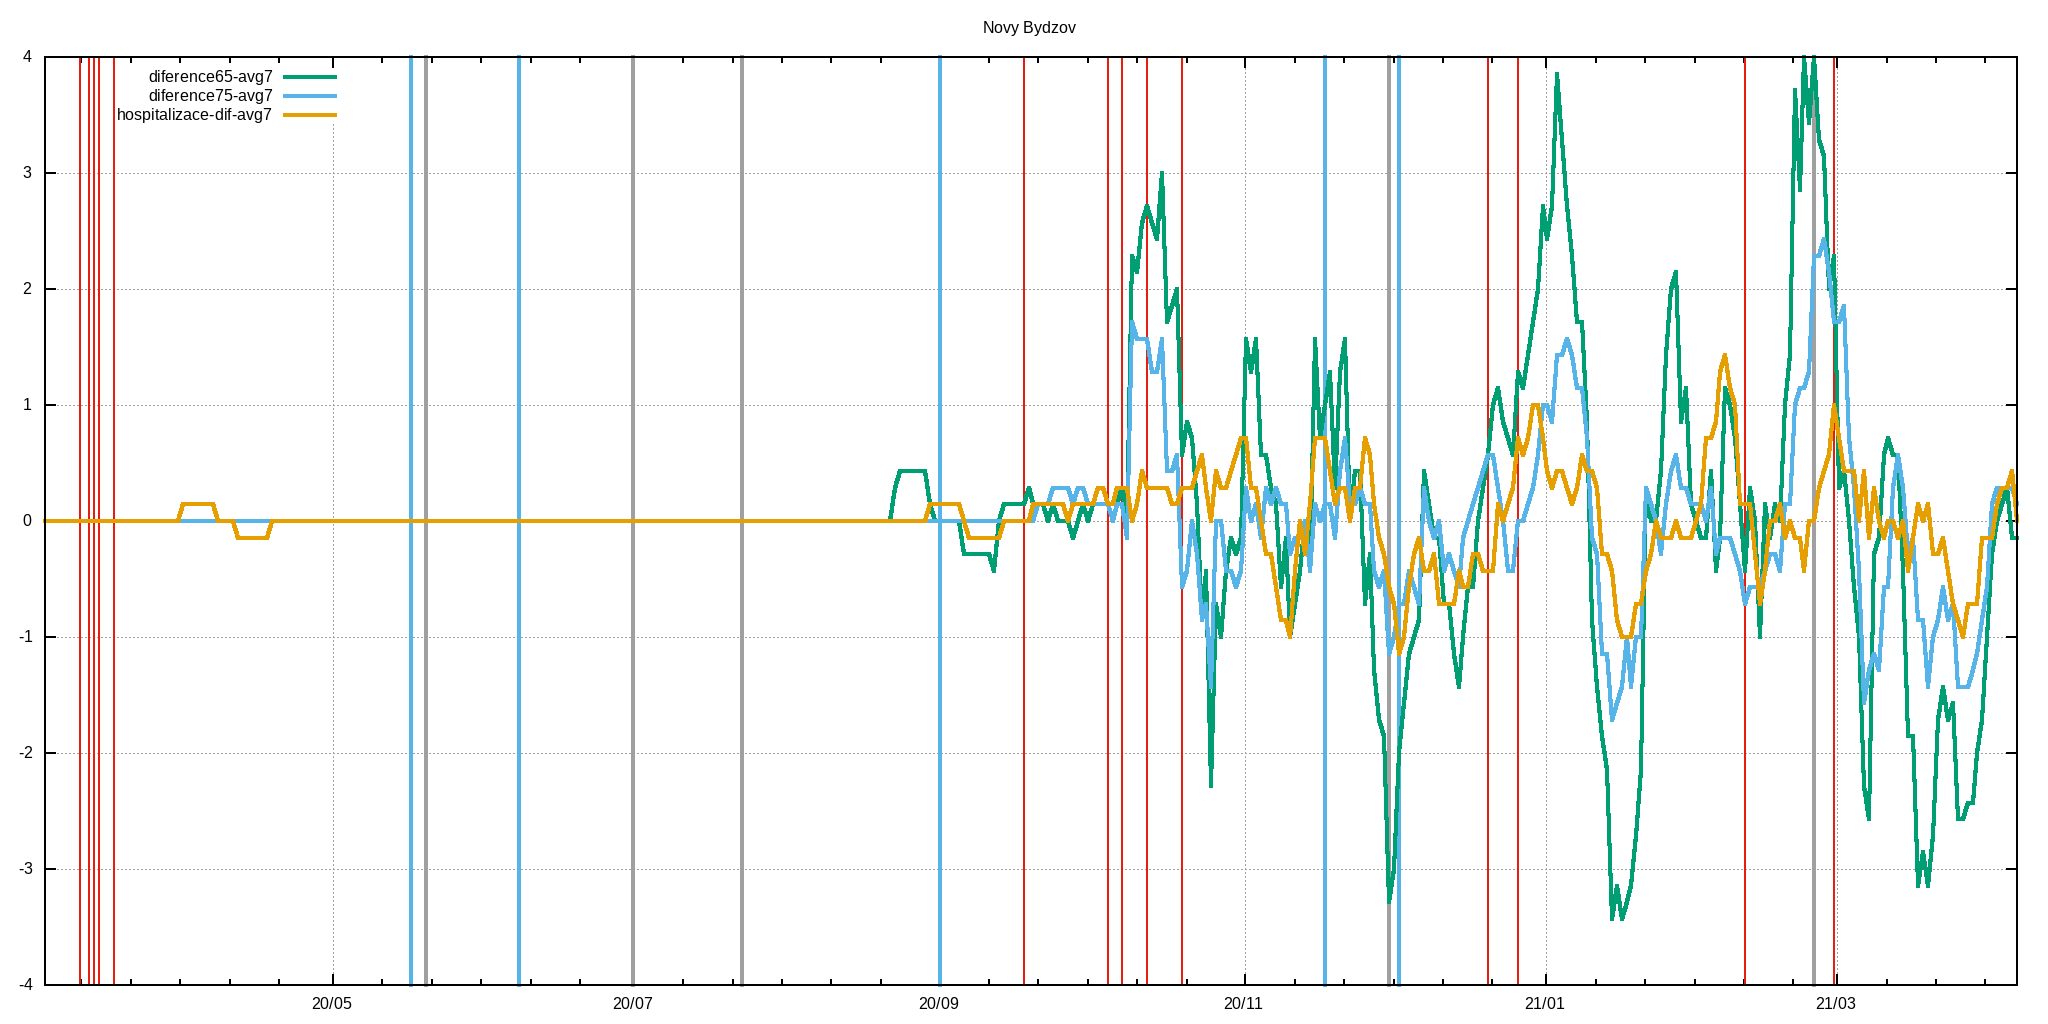 Novy Bydzov
diference65-avg7
diference75-avg7
hospitalizace-dif-avg7
4
3
2
1
0
-1
-2
-3
-4
20/05 20/07 20/09 20/11 21/01 21/03